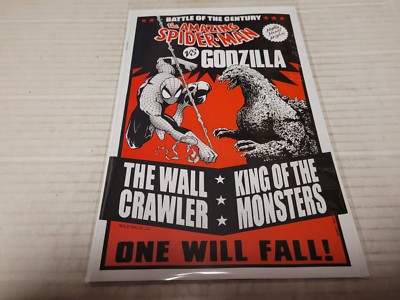 BATTLE OF THE CENTURY
THE AMAZING
SPIDER-MAN
VS
GODZILLA
THE WALL
CRAWLER
KING OF THE
MONSTERS
ONE WILL FALL!